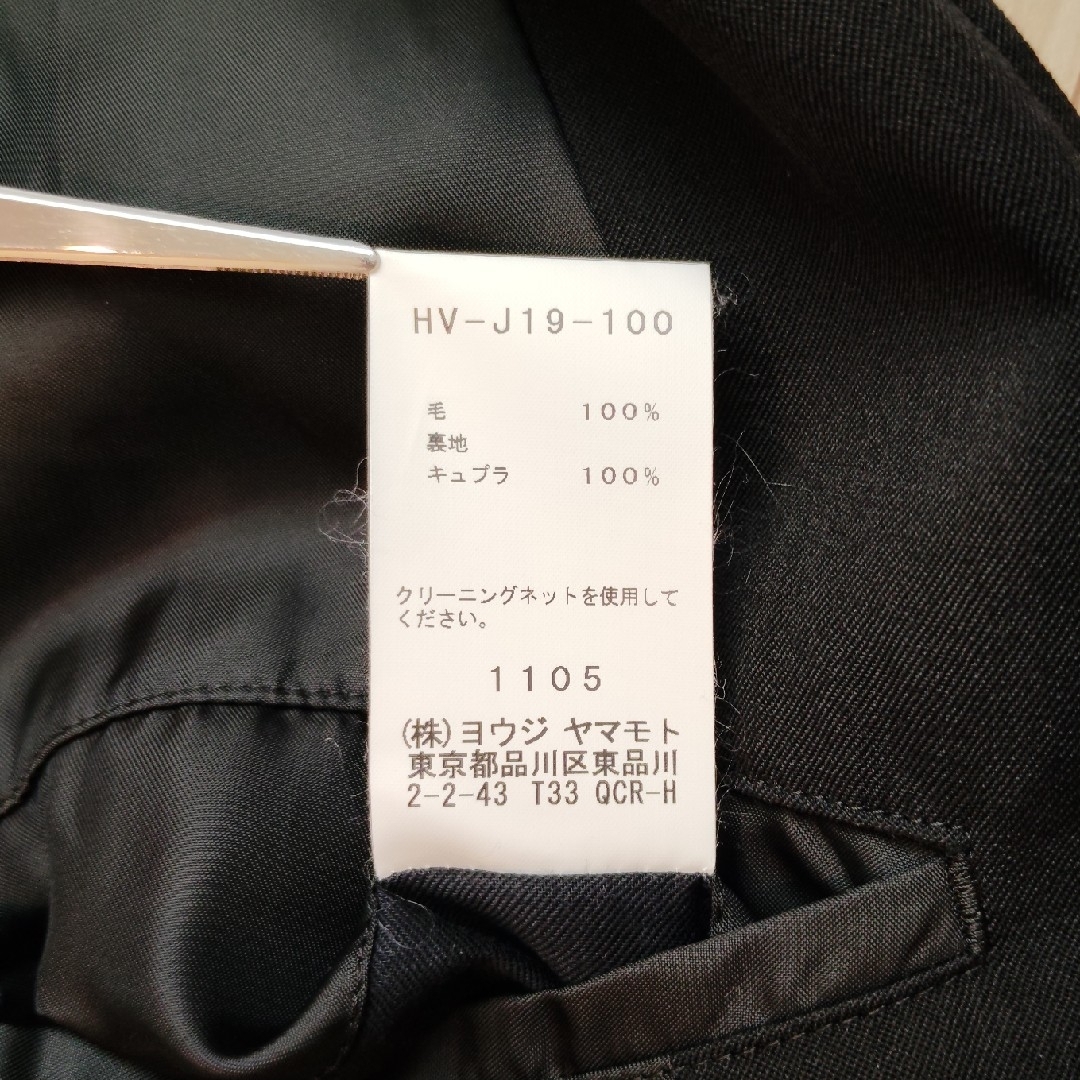 HV-J19-100
毛 100%
裏地
キュプラ 100%
クリーニングネットを使用して
ください。
1105
(株)ヨウジ ヤマモト
東京都品川区東品川
2-2-43 T33 QCR-H